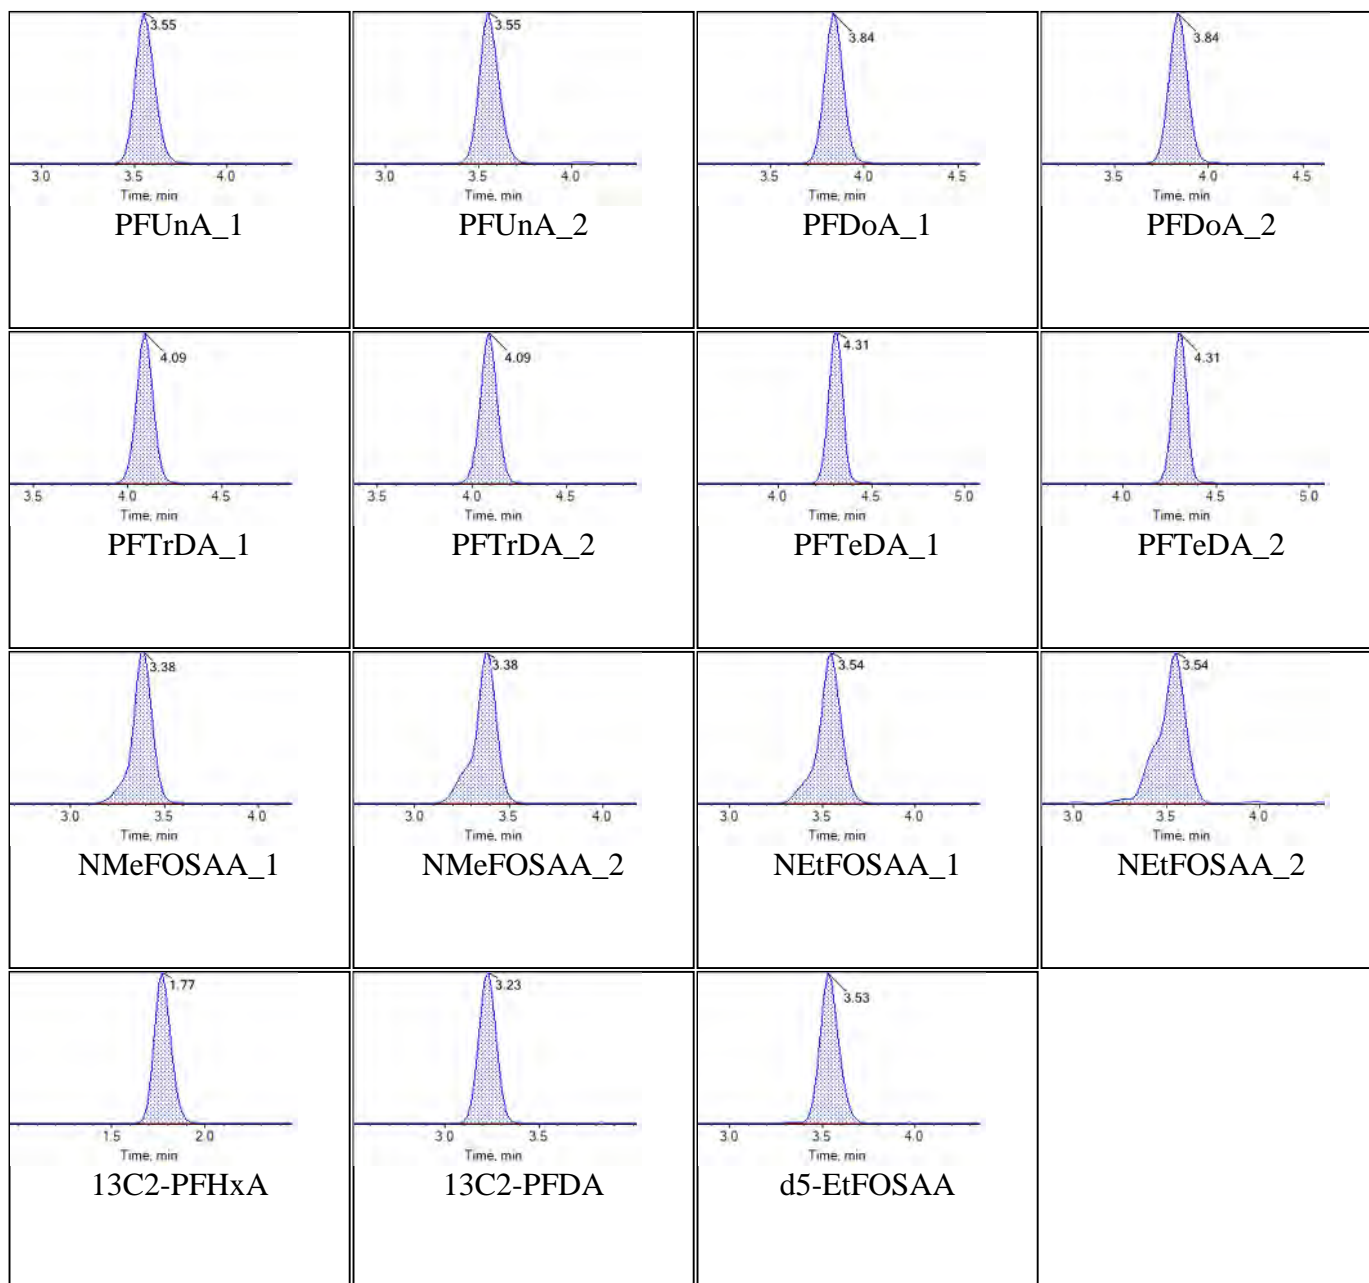 3.55
3.0 3.5 4.0
Time, min
PFUnA_1
3.55
3.0 3.5 4.0
Time, min
PFUnA_2
3.84
3.5 4.0 4.5
Time, min
PFDoA_1
3.84
3.5 4.0 4.5
Time, min
PFDoA_2
4.09
3.5 4.0 4.5
Time, min
PFTrDA_1
4.09
3.5 4.0 4.5
Time, min
PFTrDA_2
4.31
4.0 4.5 5.0
Time, min
PFTeDA_1
4.31
4.0 4.5 5.0
Time, min
PFTeDA_2
3.38
3.0 3.5 4.0
Time, min
NMeFOSAA_1
3.38
3.0 3.5 4.0
Time, min
NMeFOSAA_2
3.54
3.0 3.5 4.0
Time, min
NEtFOSAA_1
3.54
3.0 3.5 4.0
Time, min
NEtFOSAA_2
1.77
1.5 2.0
Time, min
13C2-PFHxA
3.23
3.0 3.5
Time, min
13C2-PFDA
3.53
3.0 3.5 4.0
Time, min
d5-EtFOSAA